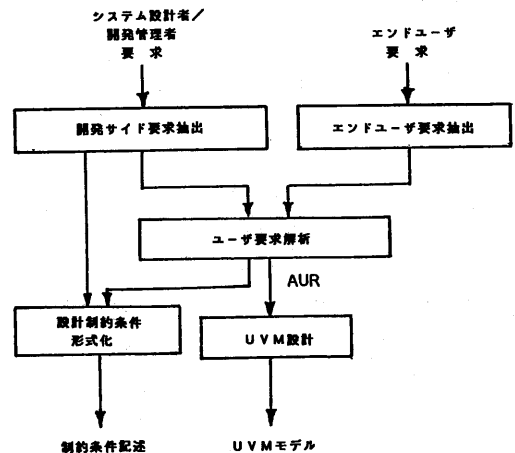 システム設計者／
開発管理者
要 求
エンドユーザ
要 求
開発サイド要求抽出
エンドユーザ要求抽出
ユーザ要求解析
AUR
設計制約条件
形式化
ＵＶＭ設計
制約条件記述
ＵＶＭモデル